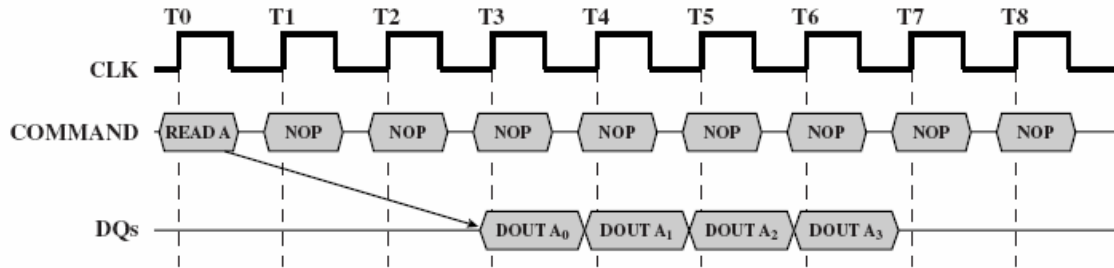 T0 T1 T2 T3 T4 T5 T6 T7 T8
CLK
COMMAND READ A NOP NOP NOP NOP NOP NOP NOP NOP
DQs DOUT A₀ DOUT A₁ DOUT A₂ DOUT A₃